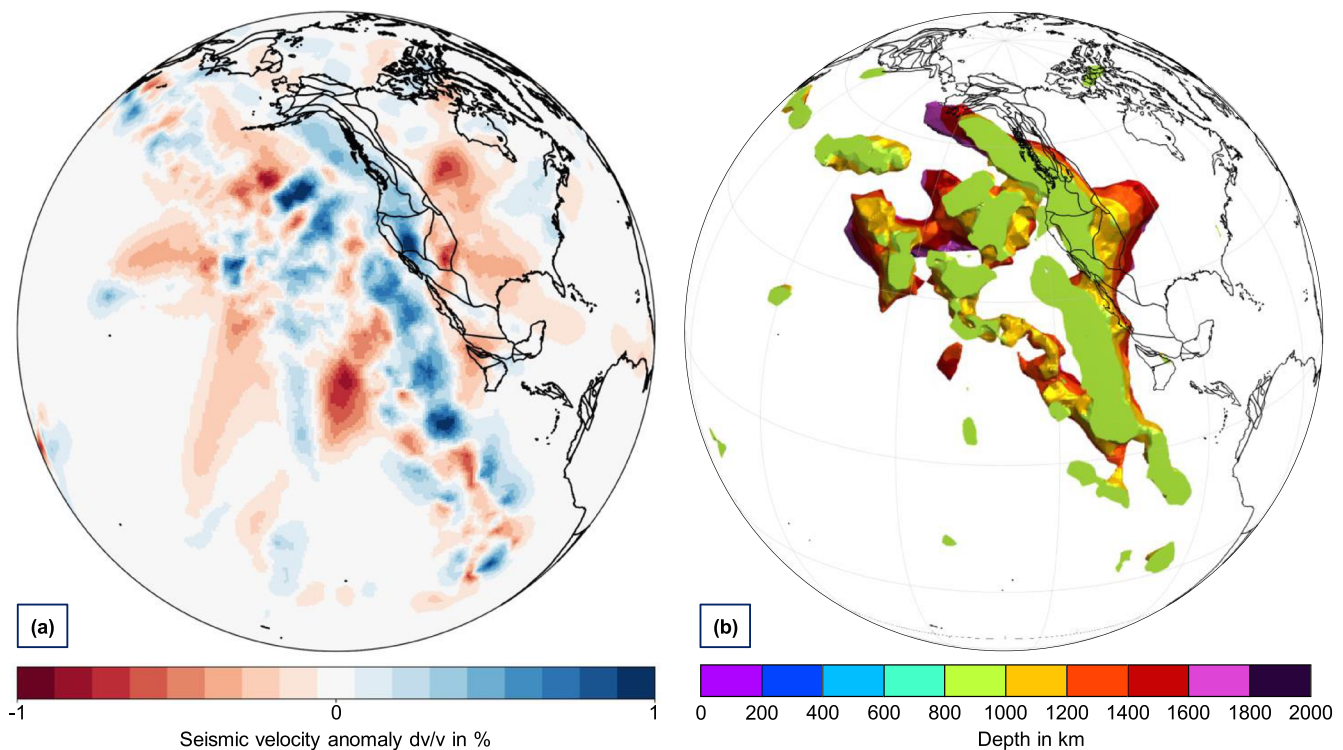 (a)
(b)
-1 0 1
Seismic velocity anomaly dv/v in %
0 200 400 600 800 1000 1200 1400 1600 1800 2000
Depth in km